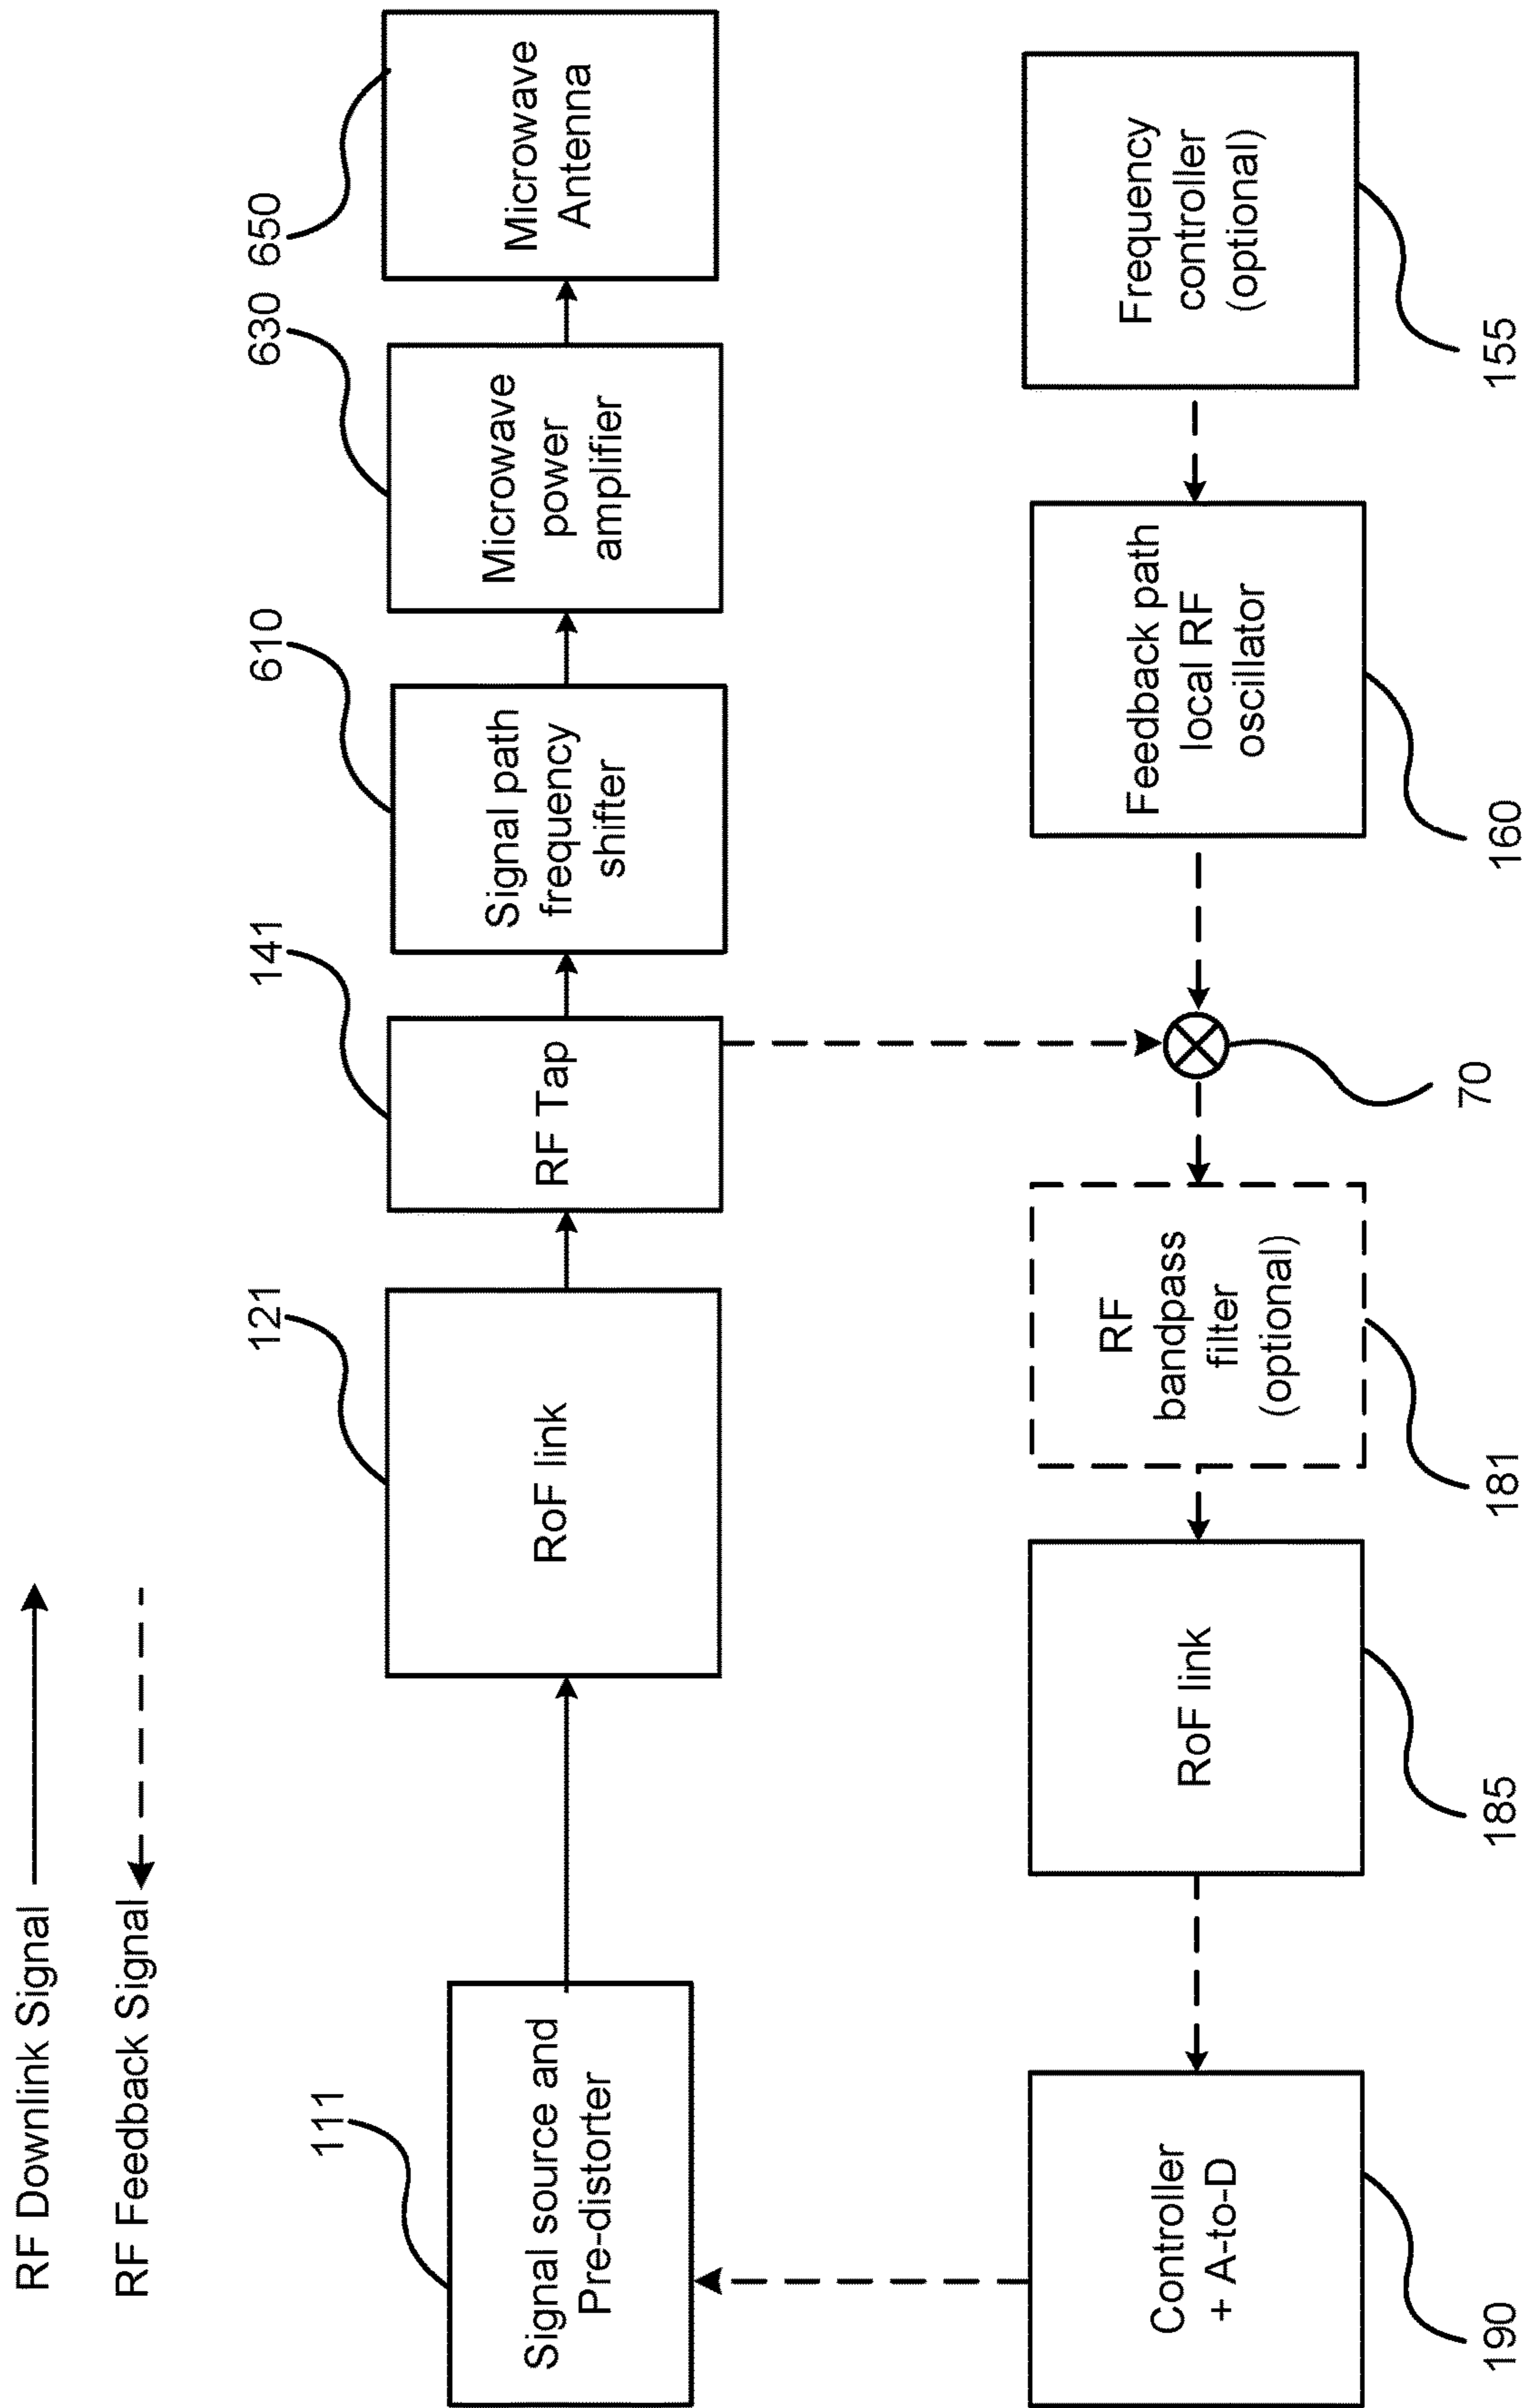 RF Downlink Signal
RF Feedback Signal
111
121
141
610
630
650
Signal source and
Pre-distorter
RoF link
RF Tap
Signal path
frequency
shifter
Microwave
power
amplifier
Microwave
Antenna
Controller
+ A-to-D
RoF link
RF
bandpass
filter
(optional)
Feedback path
local RF
oscillator
Frequency
controller
(optional)
190
185
181
70
160
155